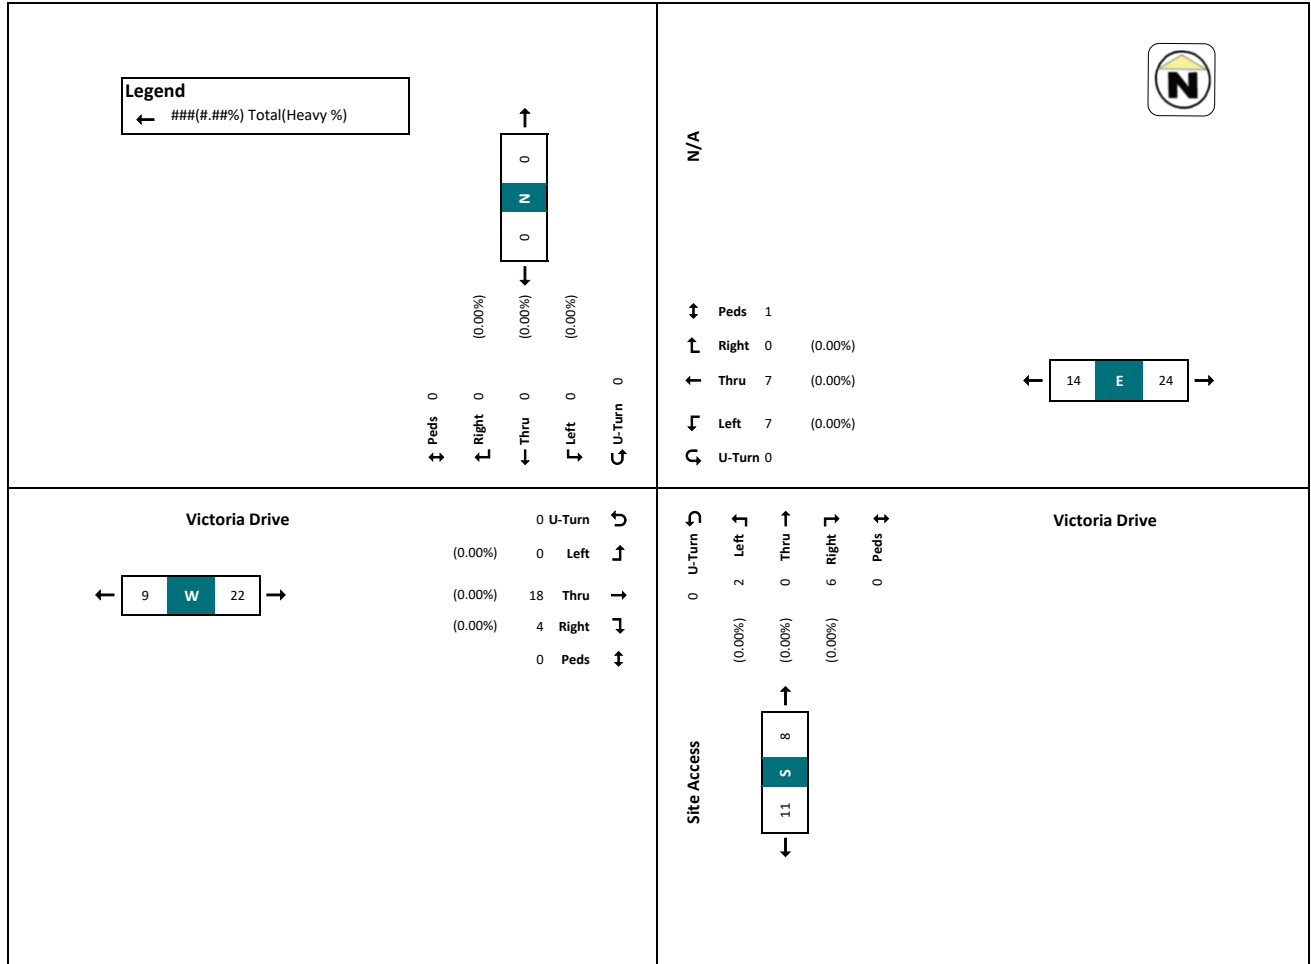 Legend
← ###(#.##%) Total(Heavy %)
0
N
0
(0.00%) (0.00%) (0.00%)
0 0 0 0 0
Peds Right Thru Left U-Turn
N
N/A
Peds 1
Right 0 (0.00%)
Thru 7 (0.00%)
Left 7 (0.00%)
U-Turn 0
14 E 24
Victoria Drive
0 U-Turn
(0.00%) 0 Left
(0.00%) 18 Thru
(0.00%) 4 Right
0 Peds
9 W 22
U-Turn Left Thru Right Peds
0 2 0 6 0
(0.00%) (0.00%) (0.00%)
Site Access
8
S
11
Victoria Drive